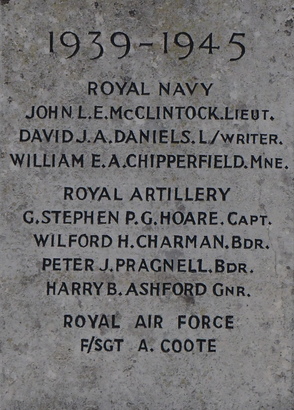 1939-1945
ROYAL NAVY
JOHN L.E. McCLINTOCK. LIEUT.
DAVID J.A. DANIELS. L/WRITER.
WILLIAM E.A. CHIPPERFIELD. MNE.
ROYAL ARTILLERY
G. STEPHEN P.G. HOARE. CAPT.
WILFORD H. CHARMAN. BDR.
PETER J. PRAGNELL. BDR.
HARRY B. ASHFORD GNR.
ROYAL AIR FORCE
F/SGT A. COOTE